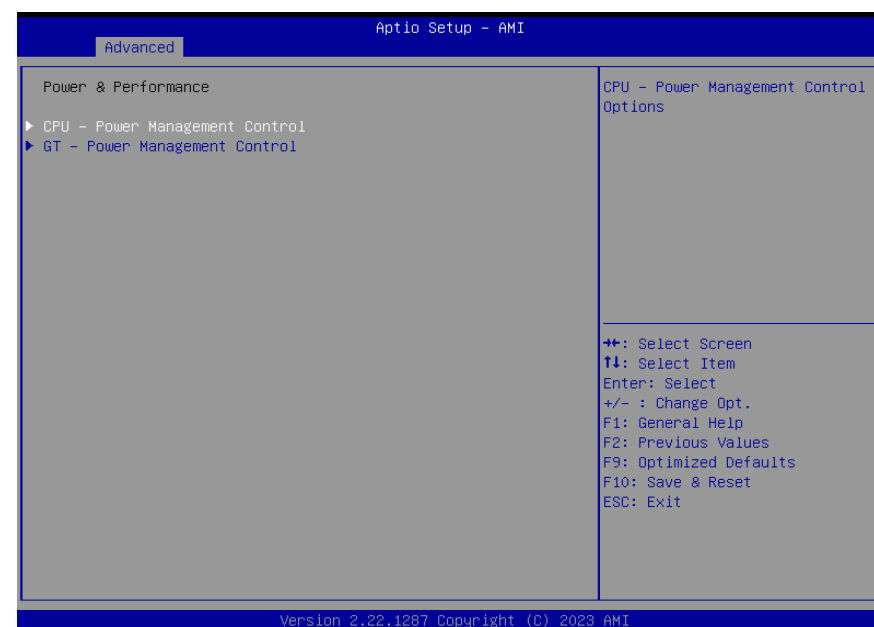 Aptio Setup – AMI
Advanced
Power & Performance
▶ CPU – Power Management Control
▶ GT – Power Management Control
CPU – Power Management Control
Options
→←: Select Screen
↑↓: Select Item
Enter: Select
+/- : Change Opt.
F1: General Help
F2: Previous Values
F9: Optimized Defaults
F10: Save & Reset
ESC: Exit
Version 2.22.1287 Copyright (C) 2023 AMI